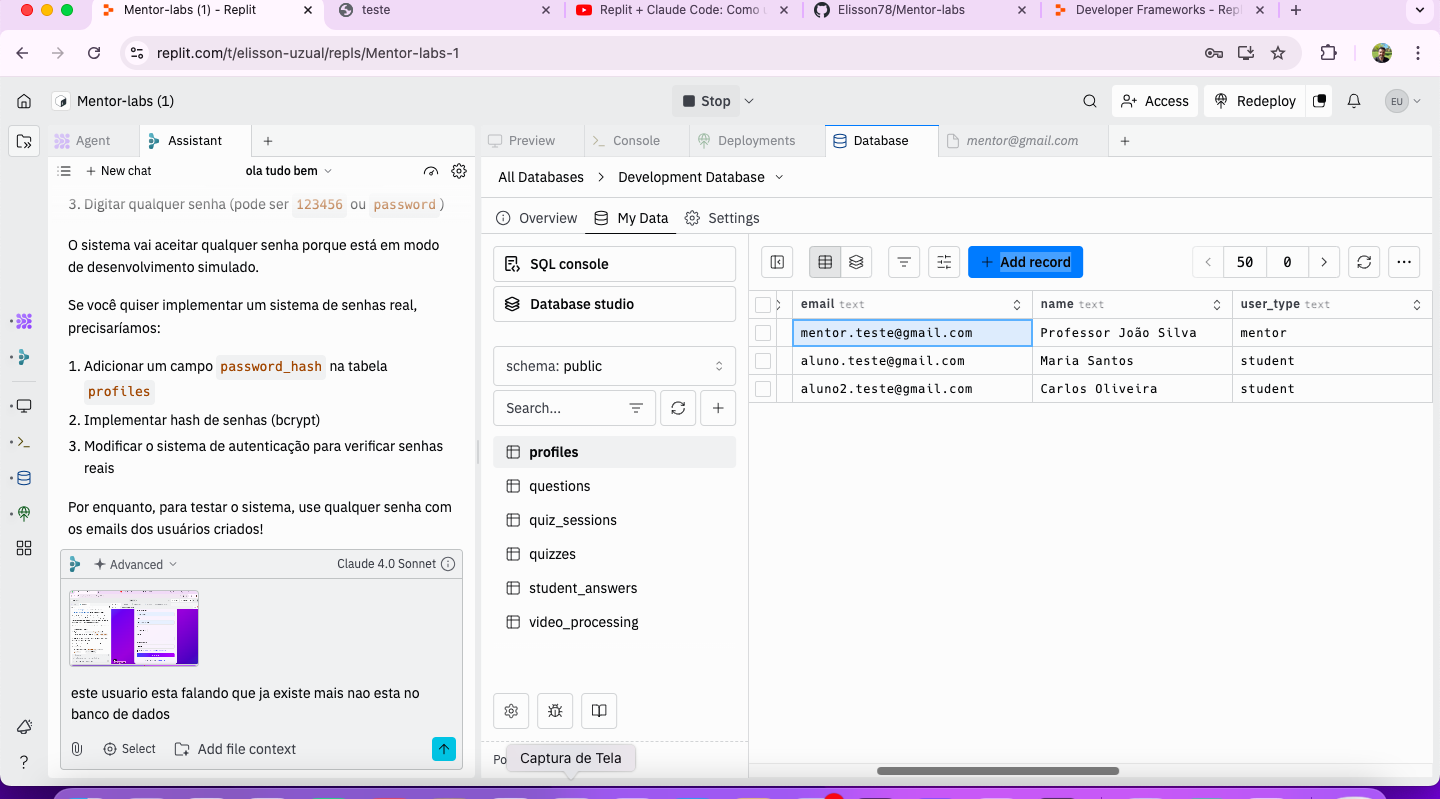 Mentor-labs (1) - Replit
teste
Replit + Claude Code: Como
Elisson78/Mentor-labs
Developer Frameworks - Repl
replit.com/t/elisson-uzual/repls/Mentor-labs-1
Mentor-labs (1)
Stop
Access
Redeploy
EU
Agent
Assistant
Preview
Console
Deployments
Database
mentor@gmail.com
New chat
ola tudo bem
3. Digitar qualquer senha (pode ser 123456 ou password)
O sistema vai aceitar qualquer senha porque está em modo
de desenvolvimento simulado.
Se você quiser implementar um sistema de senhas real,
precisaríamos:
1. Adicionar um campo password_hash na tabela
profiles
2. Implementar hash de senhas (bcrypt)
3. Modificar o sistema de autenticação para verificar senhas
reais
Por enquanto, para testar o sistema, use qualquer senha com
os emails dos usuários criados!
Advanced
Claude 4.0 Sonnet
este usuario esta falando que ja existe mais nao esta no
banco de dados
Select
Add file context
All Databases
Development Database
Overview
My Data
Settings
SQL console
Database studio
schema: public
Search...
profiles
questions
quiz_sessions
quizzes
student_answers
video_processing
Po
Captura de Tela
Add record
50
0
email text
name text
user_type text
mentor.teste@gmail.com
Professor João Silva
mentor
aluno.teste@gmail.com
Maria Santos
student
aluno2.teste@gmail.com
Carlos Oliveira
student